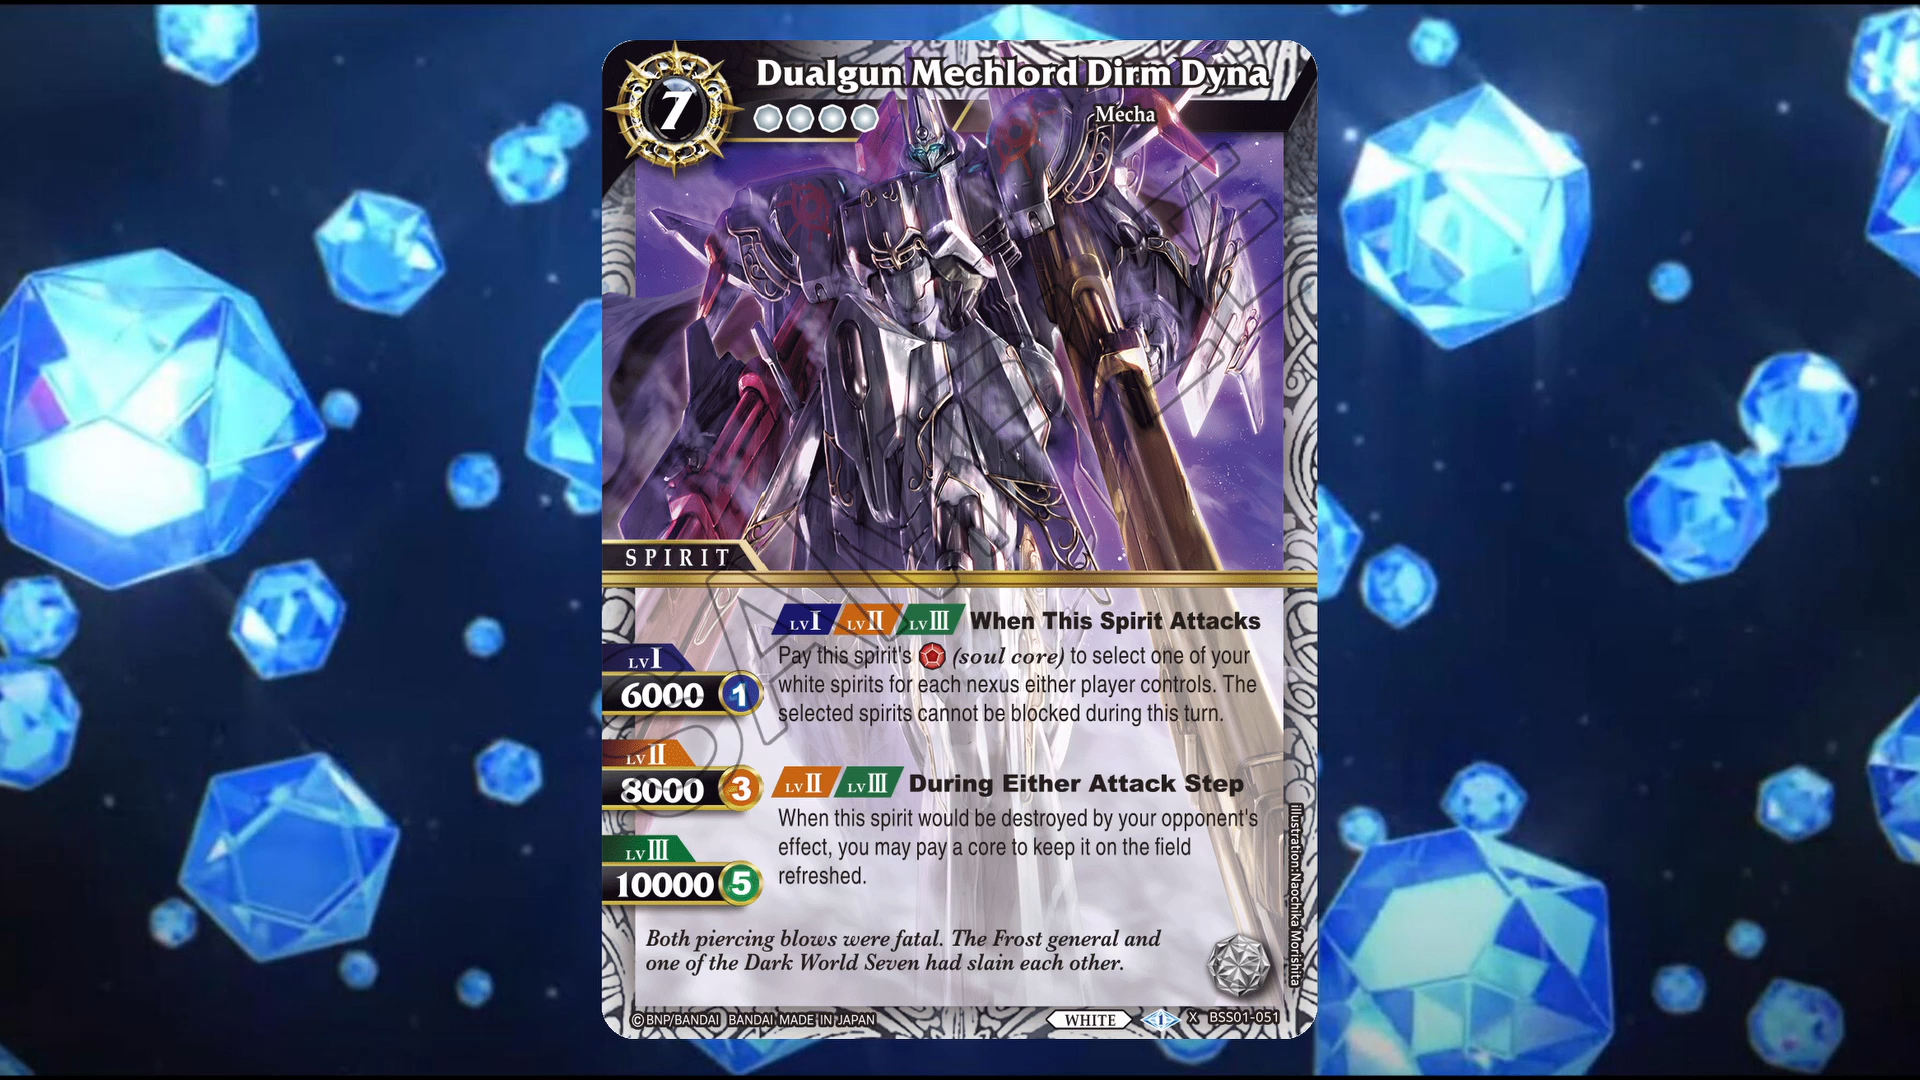 7
Dualgun Mechlord Dirm Dyna
Mecha
SPIRIT
LV I LV II LV III When This Spirit Attacks
Pay this spirit's (soul core) to select one of your
white spirits for each nexus either player controls. The
selected spirits cannot be blocked during this turn.
LV I
6000 1
LV II
8000 3
LV III
10000 5
LV II LV III During Either Attack Step
When this spirit would be destroyed by your opponent's
effect, you may pay a core to keep it on the field
refreshed.
Both piercing blows were fatal. The Frost general and
one of the Dark World Seven had slain each other.
illustration:Naochika Morishita
©BNP/BANDAI BANDAI MADE IN JAPAN
WHITE 1 X BSS01-051
SAMPLE